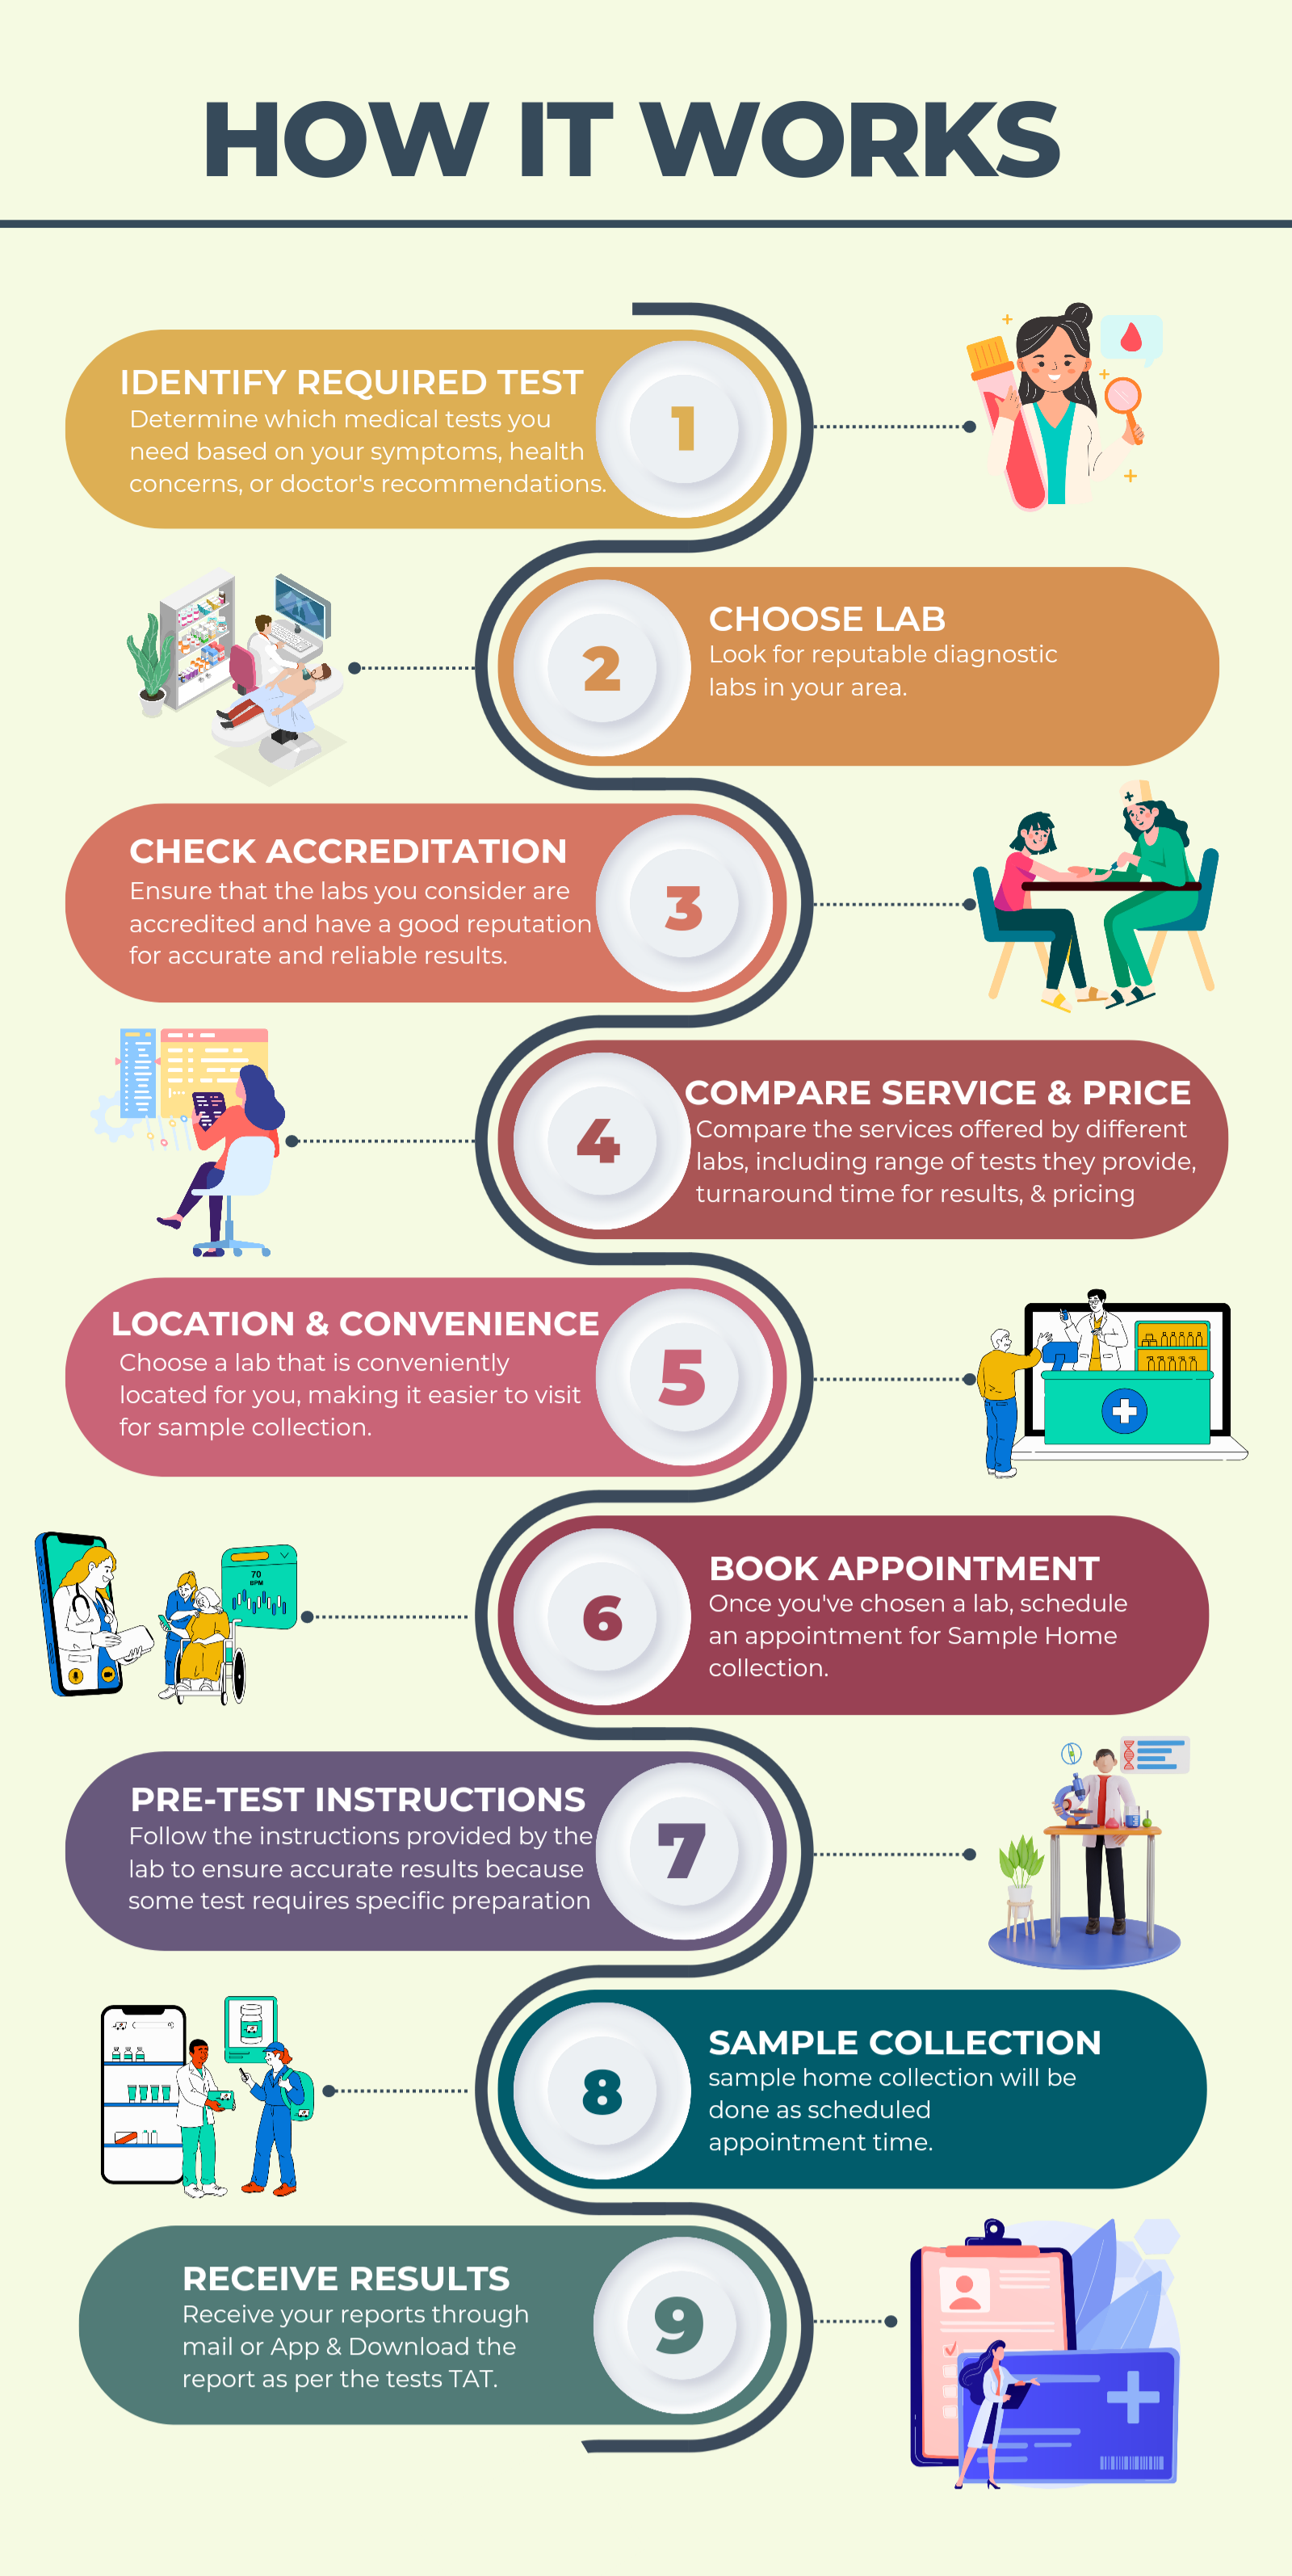 HOW IT WORKS
IDENTIFY REQUIRED TEST
Determine which medical tests you
need based on your symptoms, health
concerns, or doctor's recommendations.
1
2
CHOOSE LAB
Look for reputable diagnostic
labs in your area.
CHECK ACCREDITATION
Ensure that the labs you consider are
accredited and have a good reputation
for accurate and reliable results.
3
4
COMPARE SERVICE & PRICE
Compare the services offered by different
labs, including range of tests they provide,
turnaround time for results, & pricing
LOCATION & CONVENIENCE
Choose a lab that is conveniently
located for you, making it easier to visit
for sample collection.
5
70
BPM
6
BOOK APPOINTMENT
Once you've chosen a lab, schedule
an appointment for Sample Home
collection.
PRE-TEST INSTRUCTIONS
Follow the instructions provided by the
lab to ensure accurate results because
some test requires specific preparation
7
8
SAMPLE COLLECTION
sample home collection will be
done as scheduled
appointment time.
RECEIVE RESULTS
Receive your reports through
mail or App & Download the
report as per the tests TAT.
9